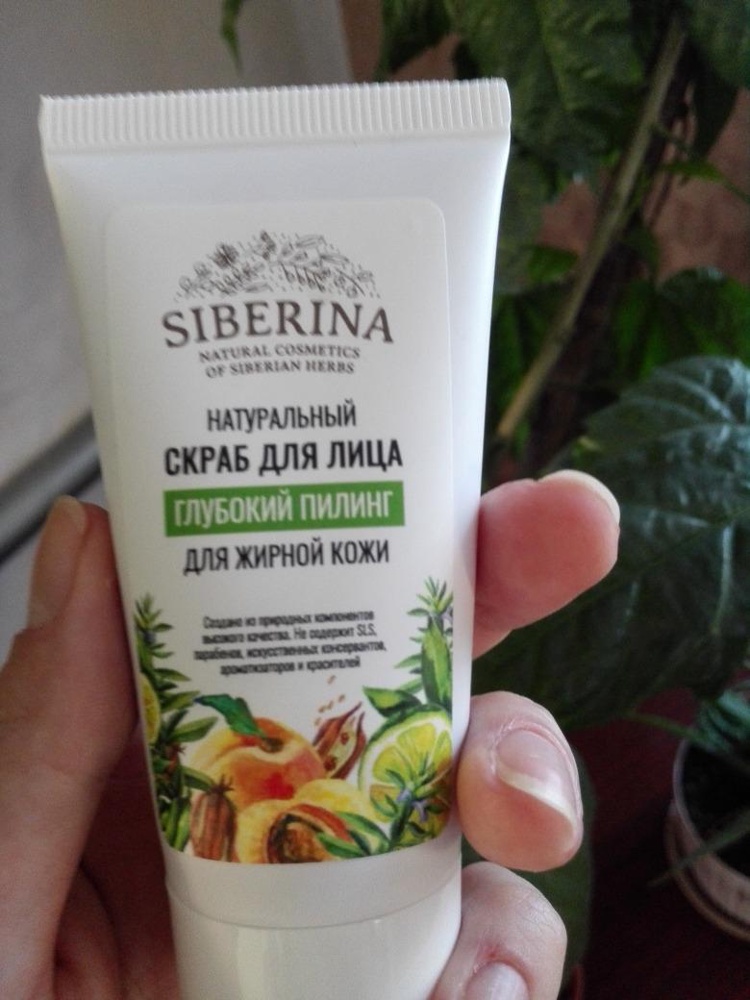 SIBERINA
NATURAL COSMETICS
OF SIBERIAN HERBS
НАТУРАЛЬНЫЙ
СКРАБ ДЛЯ ЛИЦА
ГЛУБОКИЙ ПИЛИНГ
ДЛЯ ЖИРНОЙ КОЖИ
Создано из природных компонентов
высокого качества. Не содержит SLS,
парабенов, искусственных консервантов,
ароматизаторов и красителей